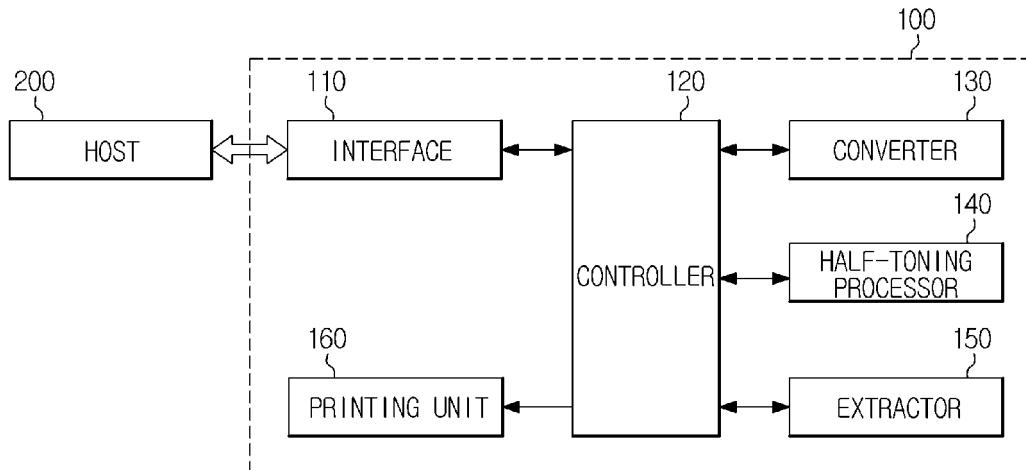 100
200
110
120
130
HOST
INTERFACE
CONVERTER
140
CONTROLLER
HALF-TONING
PROCESSOR
160
150
PRINTING UNIT
EXTRACTOR